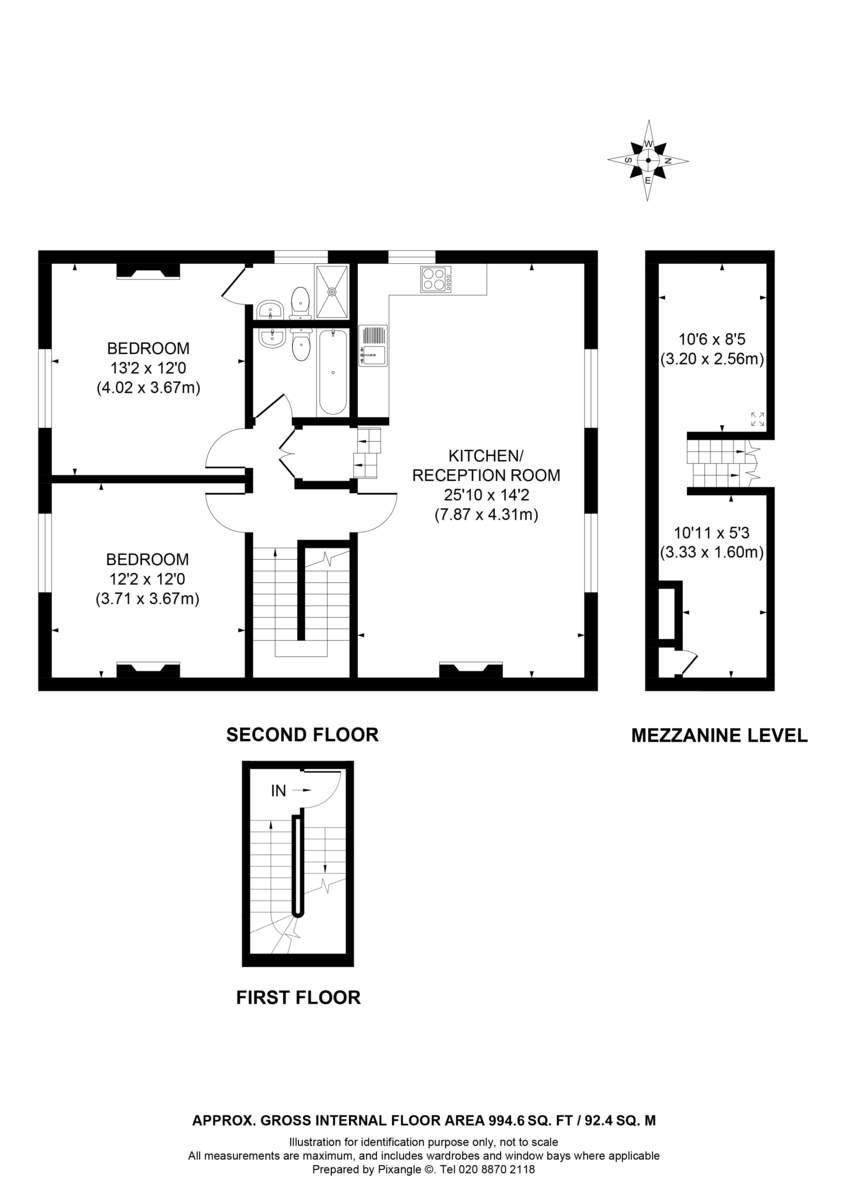 W
S N
E
BEDROOM
13'2 x 12'0
(4.02 x 3.67m)
10'6 x 8'5
(3.20 x 2.56m)
KITCHEN/
RECEPTION ROOM
25'10 x 14'2
(7.87 x 4.31m)
BEDROOM
12'2 x 12'0
(3.71 x 3.67m)
10'11 x 5'3
(3.33 x 1.60m)
SECOND FLOOR
MEZZANINE LEVEL
IN
FIRST FLOOR
APPROX. GROSS INTERNAL FLOOR AREA 994.6 SQ. FT / 92.4 SQ. M
Illustration for identification purpose only, not to scale
All measurements are maximum, and includes wardrobes and window bays where applicable
Prepared by Pixangle ©. Tel 020 8870 2118